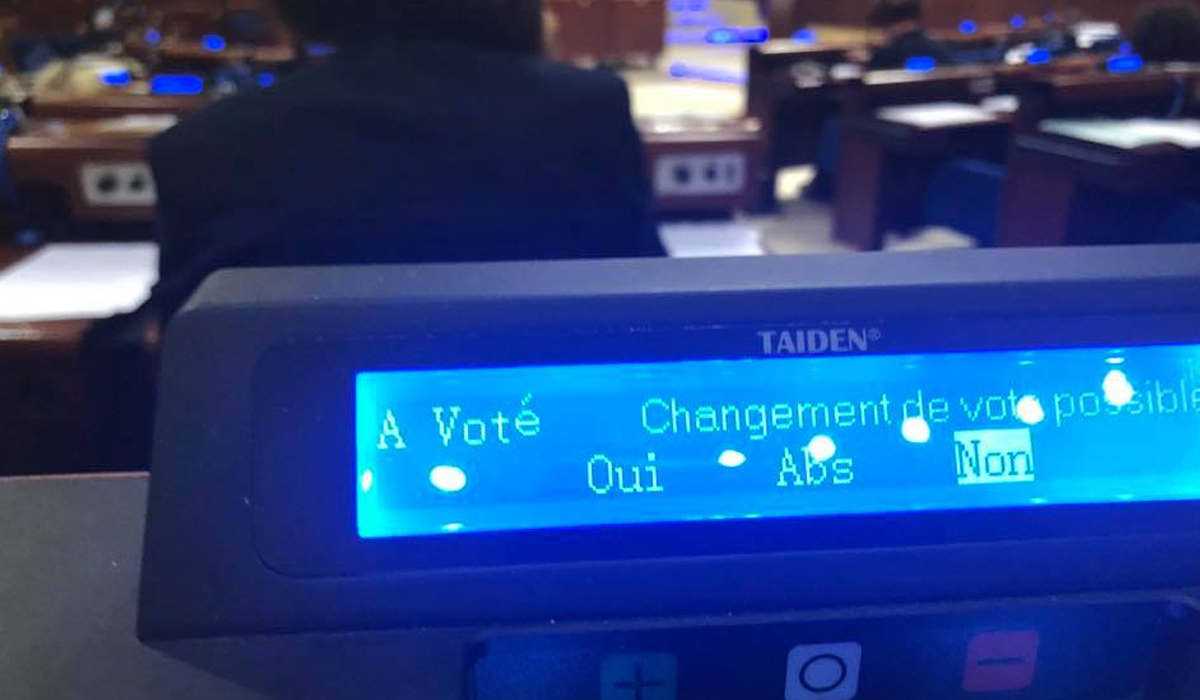 TAIDEN®
A Voté Changement de vote possible
Oui Abs Non